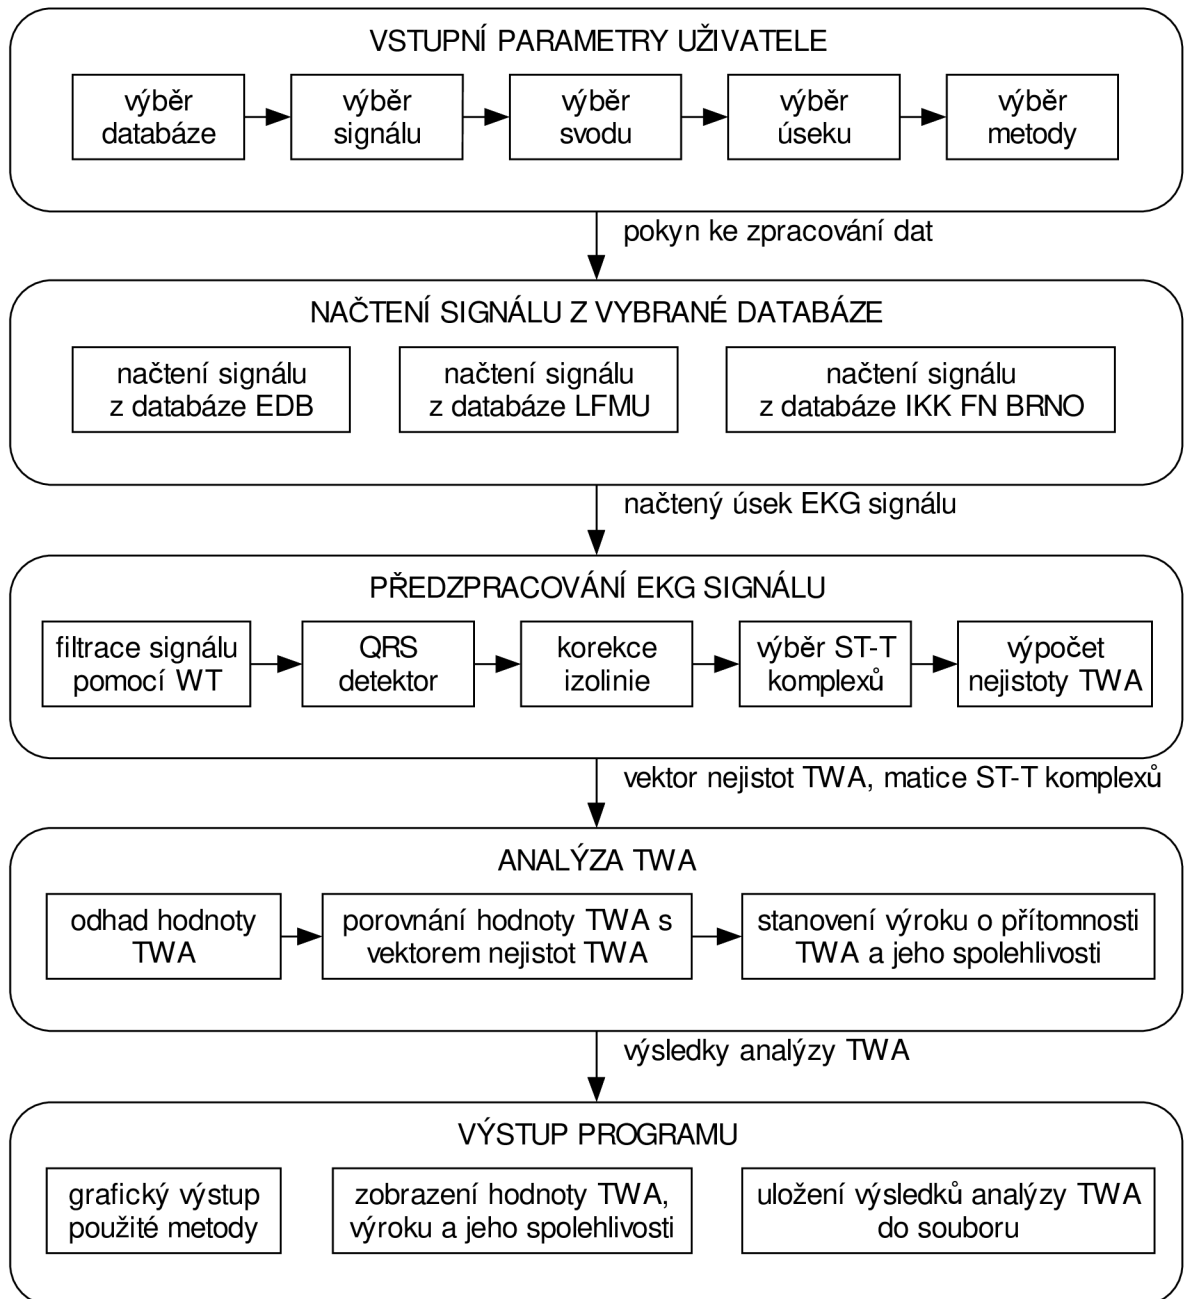 VSTUPNÍ PARAMETRY UŽIVATELE
výběr
databáze
výběr
signálu
výběr
svodu
výběr
úseku
výběr
metody
pokyn ke zpracování dat
NAČTENÍ SIGNÁLU Z VYBRANÉ DATABÁZE
načtení signálu
z databáze EDB
načtení signálu
z databáze LFMU
načtení signálu
z databáze IKK FN BRNO
načtený úsek EKG signálu
PŘEDZPRACOVÁNÍ EKG SIGNÁLU
filtrace signálu
pomocí WT
QRS
detektor
korekce
izolinie
výběr ST-T
komplexů
výpočet
nejistoty TWA
vektor nejistot TWA, matice ST-T komplexů
ANALÝZA TWA
odhad hodnoty
TWA
porovnání hodnoty TWA s
vektorem nejistot TWA
stanovení výroku o přítomnosti
TWA a jeho spolehlivosti
výsledky analýzy TWA
VÝSTUP PROGRAMU
grafický výstup
použité metody
zobrazení hodnoty TWA,
výroku a jeho spolehlivosti
uložení výsledků analýzy TWA
do souboru